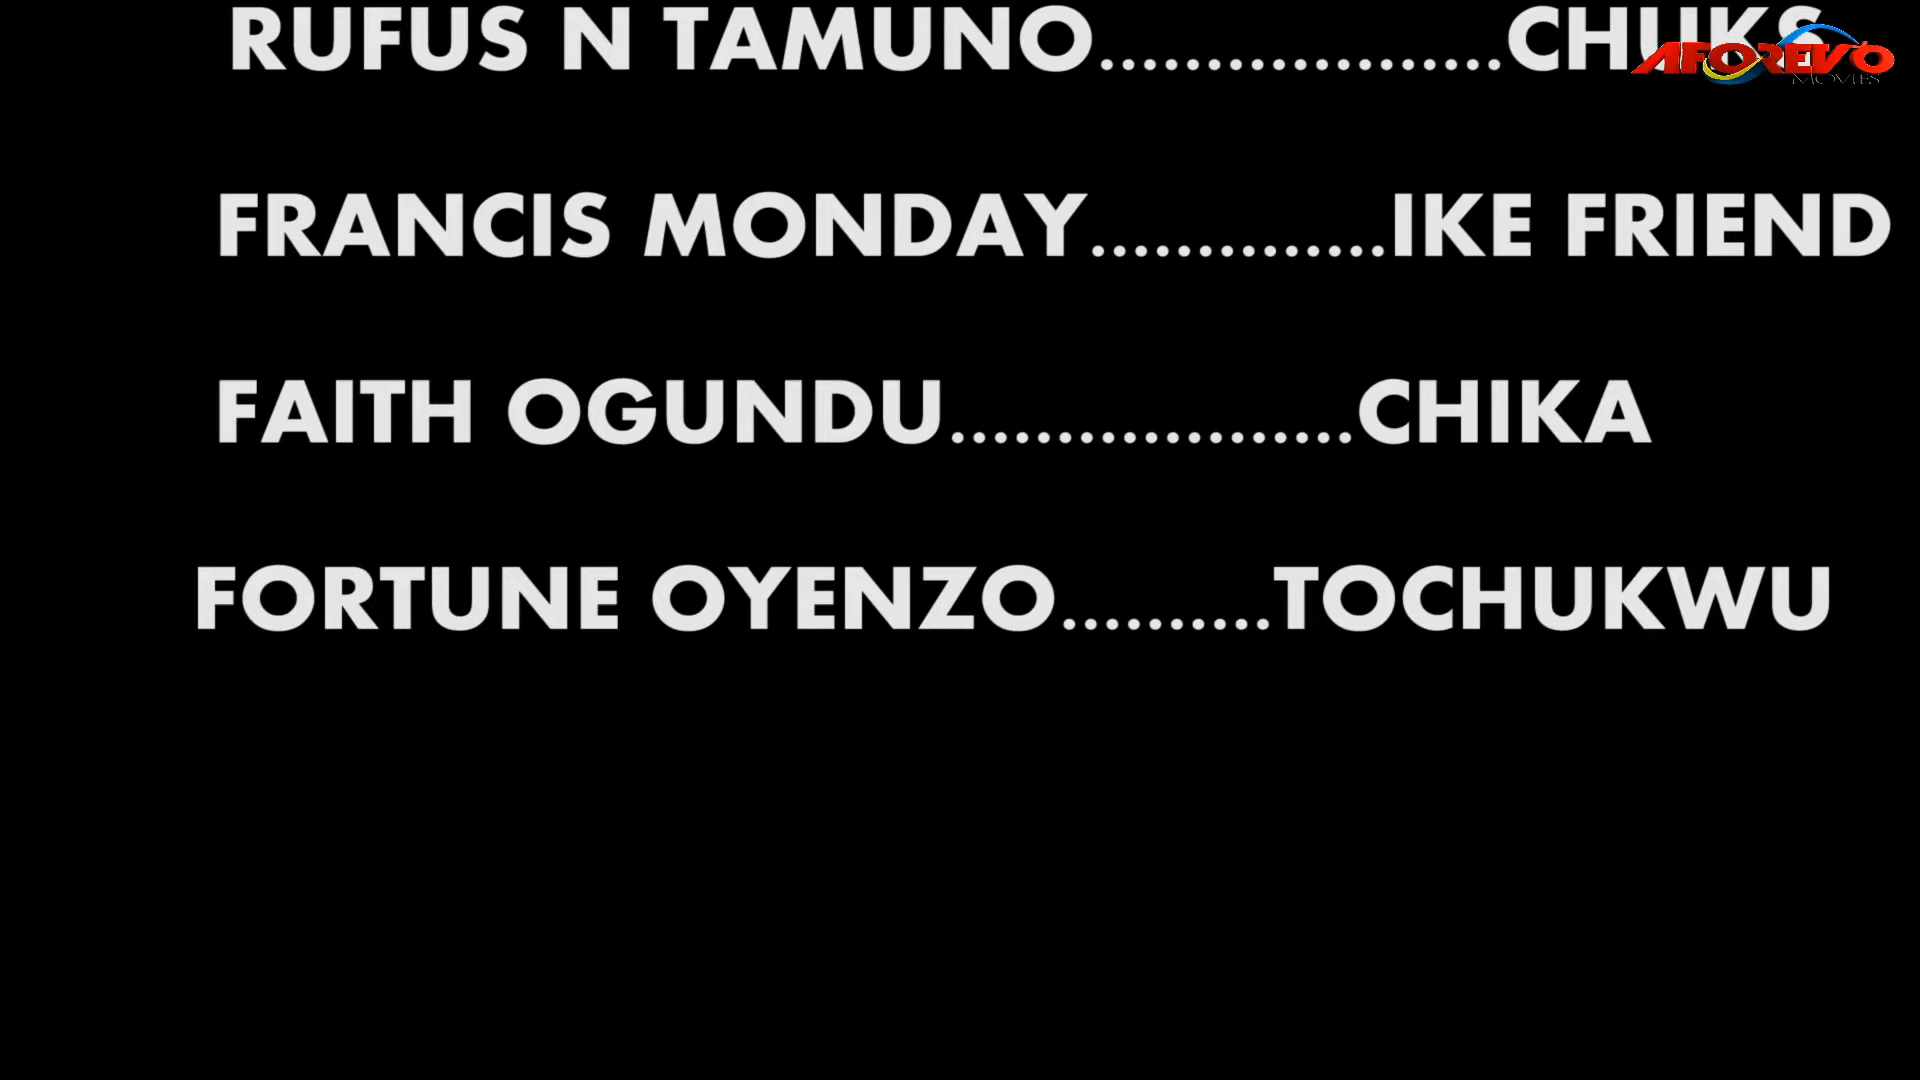 RUFUS N TAMUNO...................CHUKS
AFOREVO
MOVIES
FRANCIS MONDAY..............IKE FRIEND
FAITH OGUNDU...................CHIKA
FORTUNE OYENZO..........TOCHUKWU